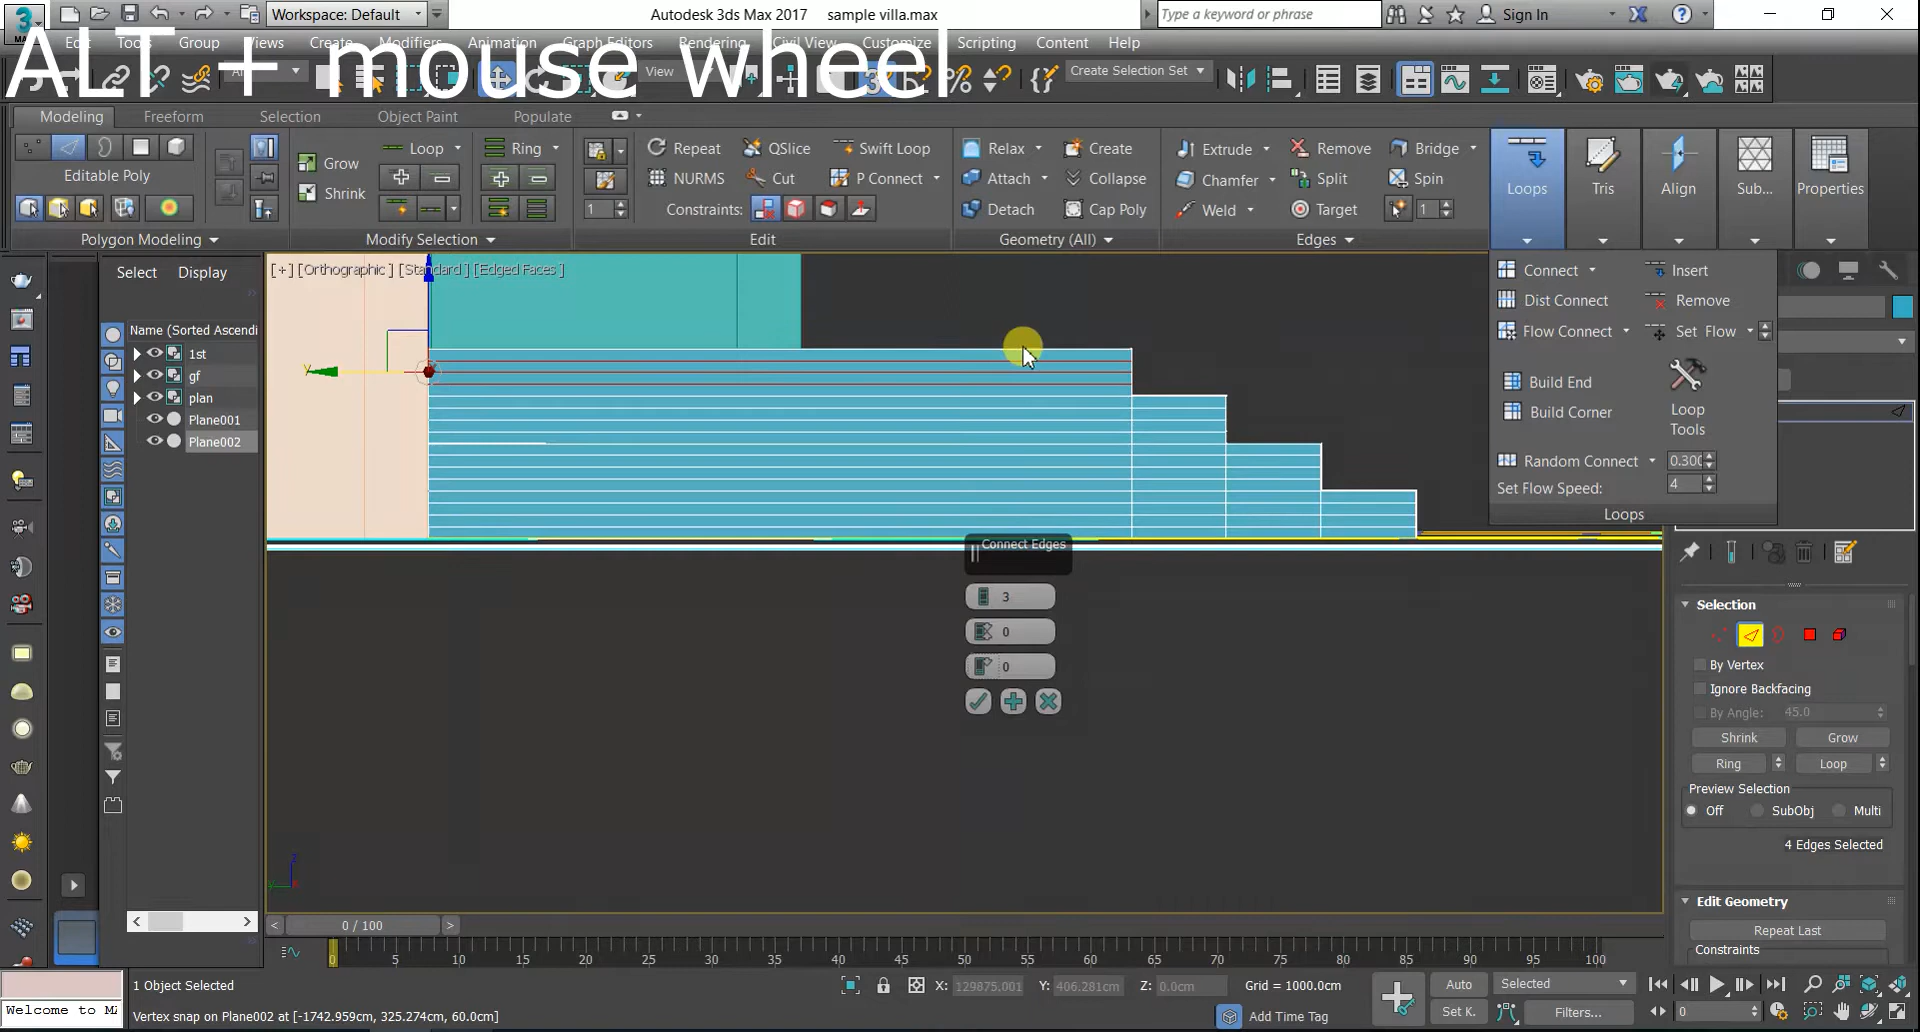 Workspace: Default
Autodesk 3ds Max 2017    sample villa.max
Type a keyword or phrase
Sign In
Edit Tools Group Views Create Modifiers Animation Graph Editors Rendering Civil View Customize Scripting Content Help
ALT + mouse wheel
View
Create Selection Set
Modeling Freeform Selection Object Paint Populate
Loop Ring Repeat QSlice Swift Loop Relax Create Extrude Remove Bridge
Grow
Editable Poly
Shrink
NURMS Cut P Connect Attach Collapse Chamfer Split Spin
Loops Tris Align Sub... Properties
1 Constraints: Detach Cap Poly Weld Target 1
Polygon Modeling Modify Selection Edit Geometry (All) Edges
Select Display
[+] [Orthographic ] [Standard ] [Edged Faces ]
Connect Insert
Dist Connect Remove
Flow Connect Set Flow
Build End
Build Corner
Loop
Tools
Random Connect 0.300
Set Flow Speed: 4
Loops
Name (Sorted Ascendi
1st
gf
plan
Plane001
Plane002
y
Connect Edges
3
0
0
Selection
By Vertex
Ignore Backfacing
By Angle: 45.0
Shrink Grow
Ring Loop
Preview Selection
Off SubObj Multi
4 Edges Selected
Edit Geometry
Repeat Last
Constraints
z
< 0 / 100 >
0 5 10 15 20 25 30 35 40 45 50 55 60 65 70 75 80 85 90 95 100
1 Object Selected
X: 129875.001 Y: 406.281cm Z: 0.0cm Grid = 1000.0cm
Auto Selected
Welcome to M
Vertex snap on Plane002 at [-1742.959cm, 325.274cm, 60.0cm]
Add Time Tag
Set K. Filters... 0